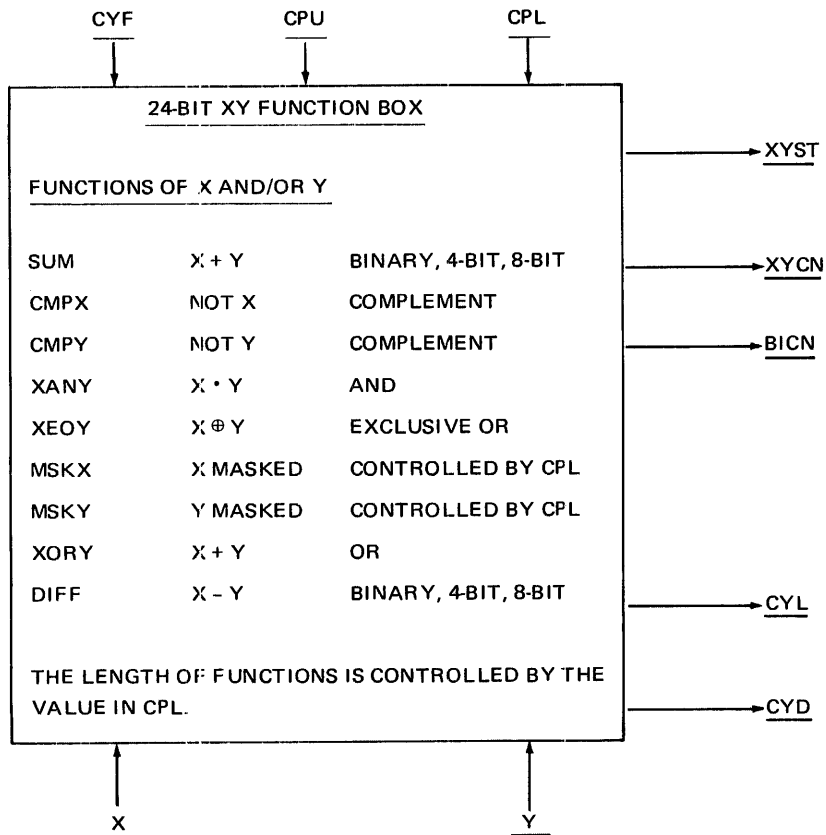 CYF CPU CPL
24-BIT XY FUNCTION BOX
XYST
FUNCTIONS OF X AND/OR Y
SUM X + Y BINARY, 4-BIT, 8-BIT XYCN
CMPX NOT X COMPLEMENT
CMPY NOT Y COMPLEMENT BICN
XANY X • Y AND
XEOY X ⊕ Y EXCLUSIVE OR
MSKX X MASKED CONTROLLED BY CPL
MSKY Y MASKED CONTROLLED BY CPL
XORY X + Y OR
DIFF X – Y BINARY, 4-BIT, 8-BIT CYL
THE LENGTH OF FUNCTIONS IS CONTROLLED BY THE
VALUE IN CPL. CYD
X Y